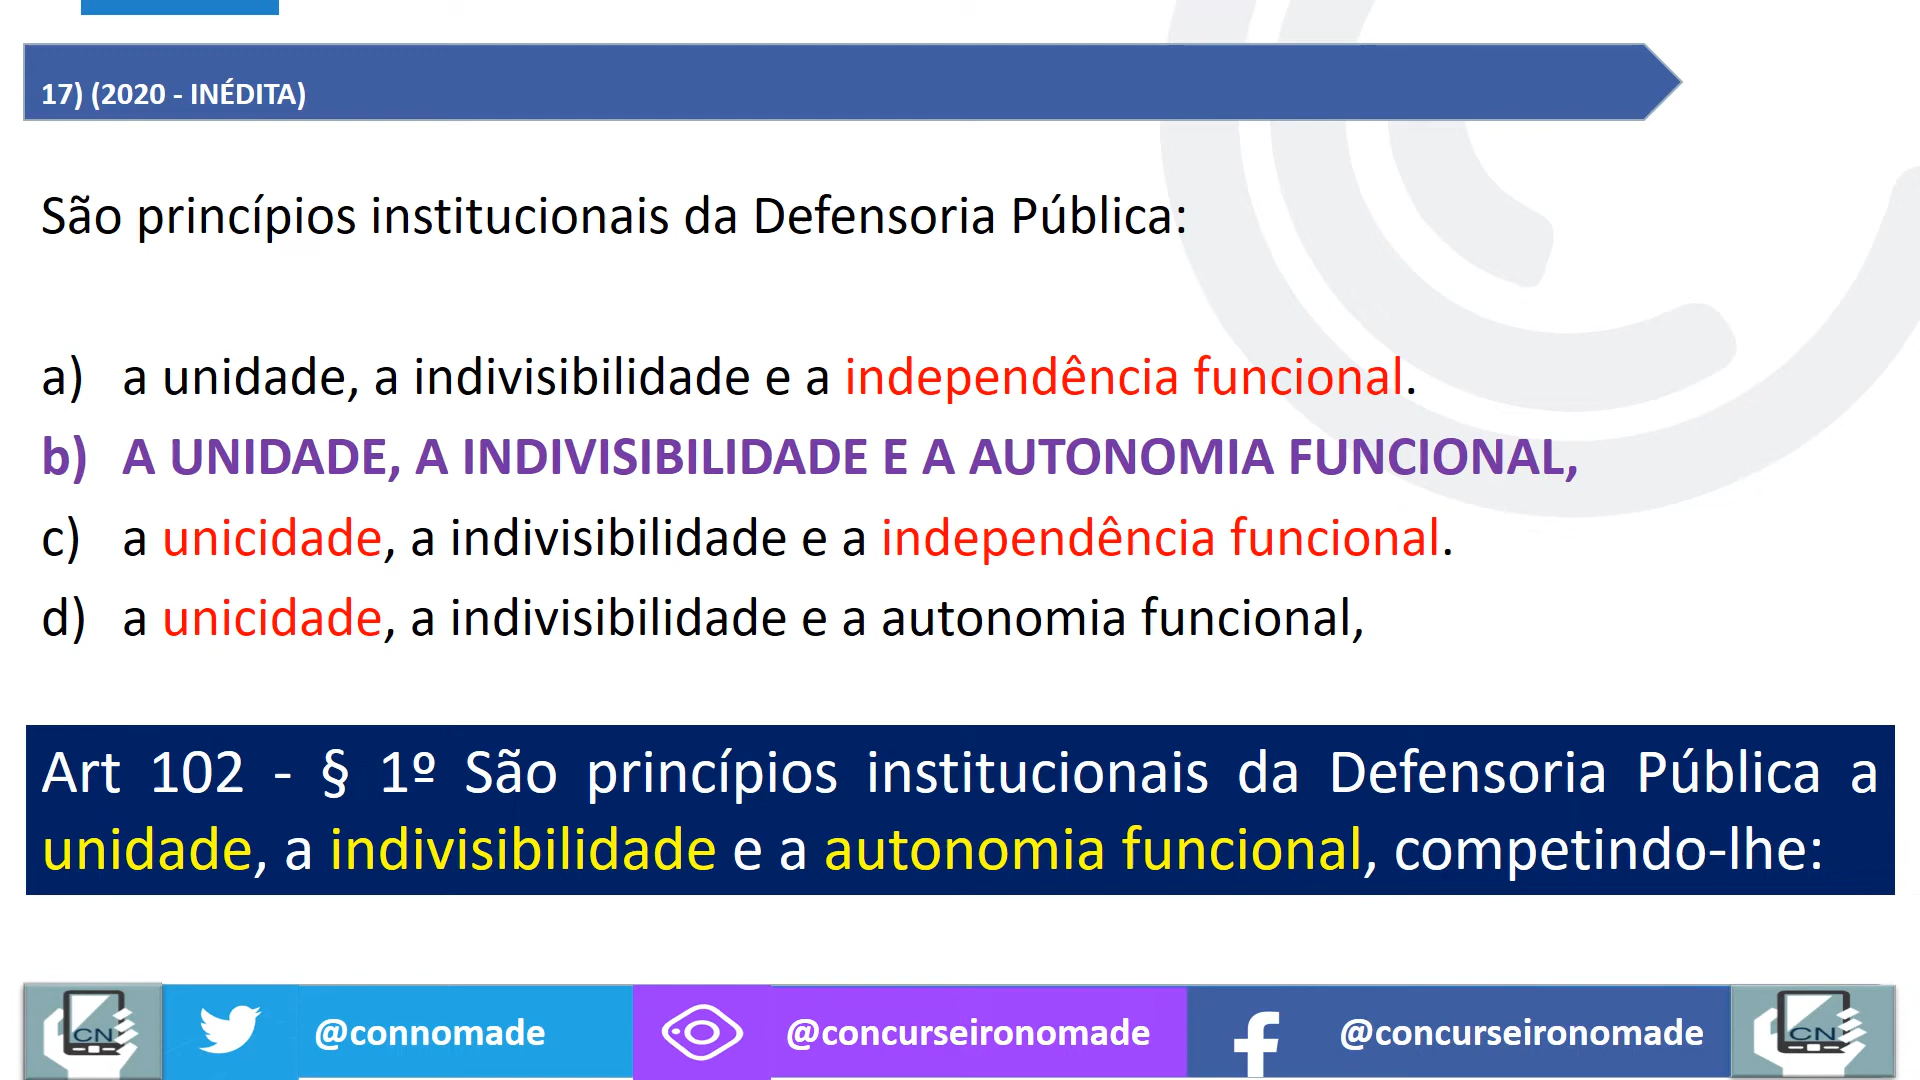 17) (2020 - INÉDITA)
São princípios institucionais da Defensoria Pública:
a) a unidade, a indivisibilidade e a independência funcional.
b) A UNIDADE, A INDIVISIBILIDADE E A AUTONOMIA FUNCIONAL,
c) a unicidade, a indivisibilidade e a independência funcional.
d) a unicidade, a indivisibilidade e a autonomia funcional,
Art 102 - § 1º São princípios institucionais da Defensoria Pública a
unidade, a indivisibilidade e a autonomia funcional, competindo-lhe:
CN @connomade @concurseironomade @concurseironomade CN